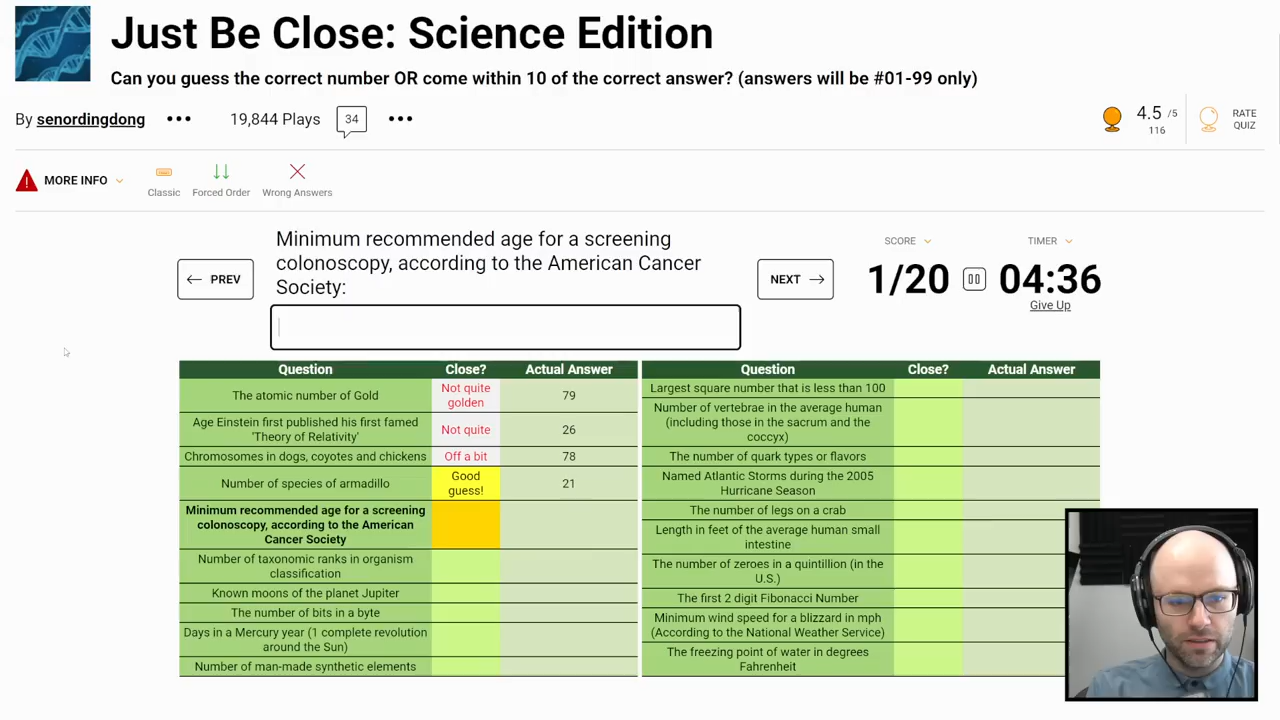 Just Be Close: Science Edition
Can you guess the correct number OR come within 10 of the correct answer? (answers will be #01-99 only)
By senordingdong ••• 19,844 Plays 34 •••
4.5 /5
116
RATE
QUIZ
MORE INFO
Classic
Forced Order
Wrong Answers
← PREV
Minimum recommended age for a screening
colonoscopy, according to the American Cancer
Society:
NEXT →
SCORE
1/20
TIMER
04:36
Give Up
Question Close? Actual Answer
The atomic number of Gold
Not quite
golden
79
Age Einstein first published his first famed
'Theory of Relativity'
Not quite
26
Chromosomes in dogs, coyotes and chickens Off a bit 78
Number of species of armadillo
Good
guess!
21
Minimum recommended age for a screening
colonoscopy, according to the American
Cancer Society
Number of taxonomic ranks in organism
classification
Known moons of the planet Jupiter
The number of bits in a byte
Days in a Mercury year (1 complete revolution
around the Sun)
Number of man-made synthetic elements
Question Close? Actual Answer
Largest square number that is less than 100
Number of vertebrae in the average human
(including those in the sacrum and the
coccyx)
The number of quark types or flavors
Named Atlantic Storms during the 2005
Hurricane Season
The number of legs on a crab
Length in feet of the average human small
intestine
The number of zeroes in a quintillion (in the
U.S.)
The first 2 digit Fibonacci Number
Minimum wind speed for a blizzard in mph
(According to the National Weather Service)
The freezing point of water in degrees
Fahrenheit